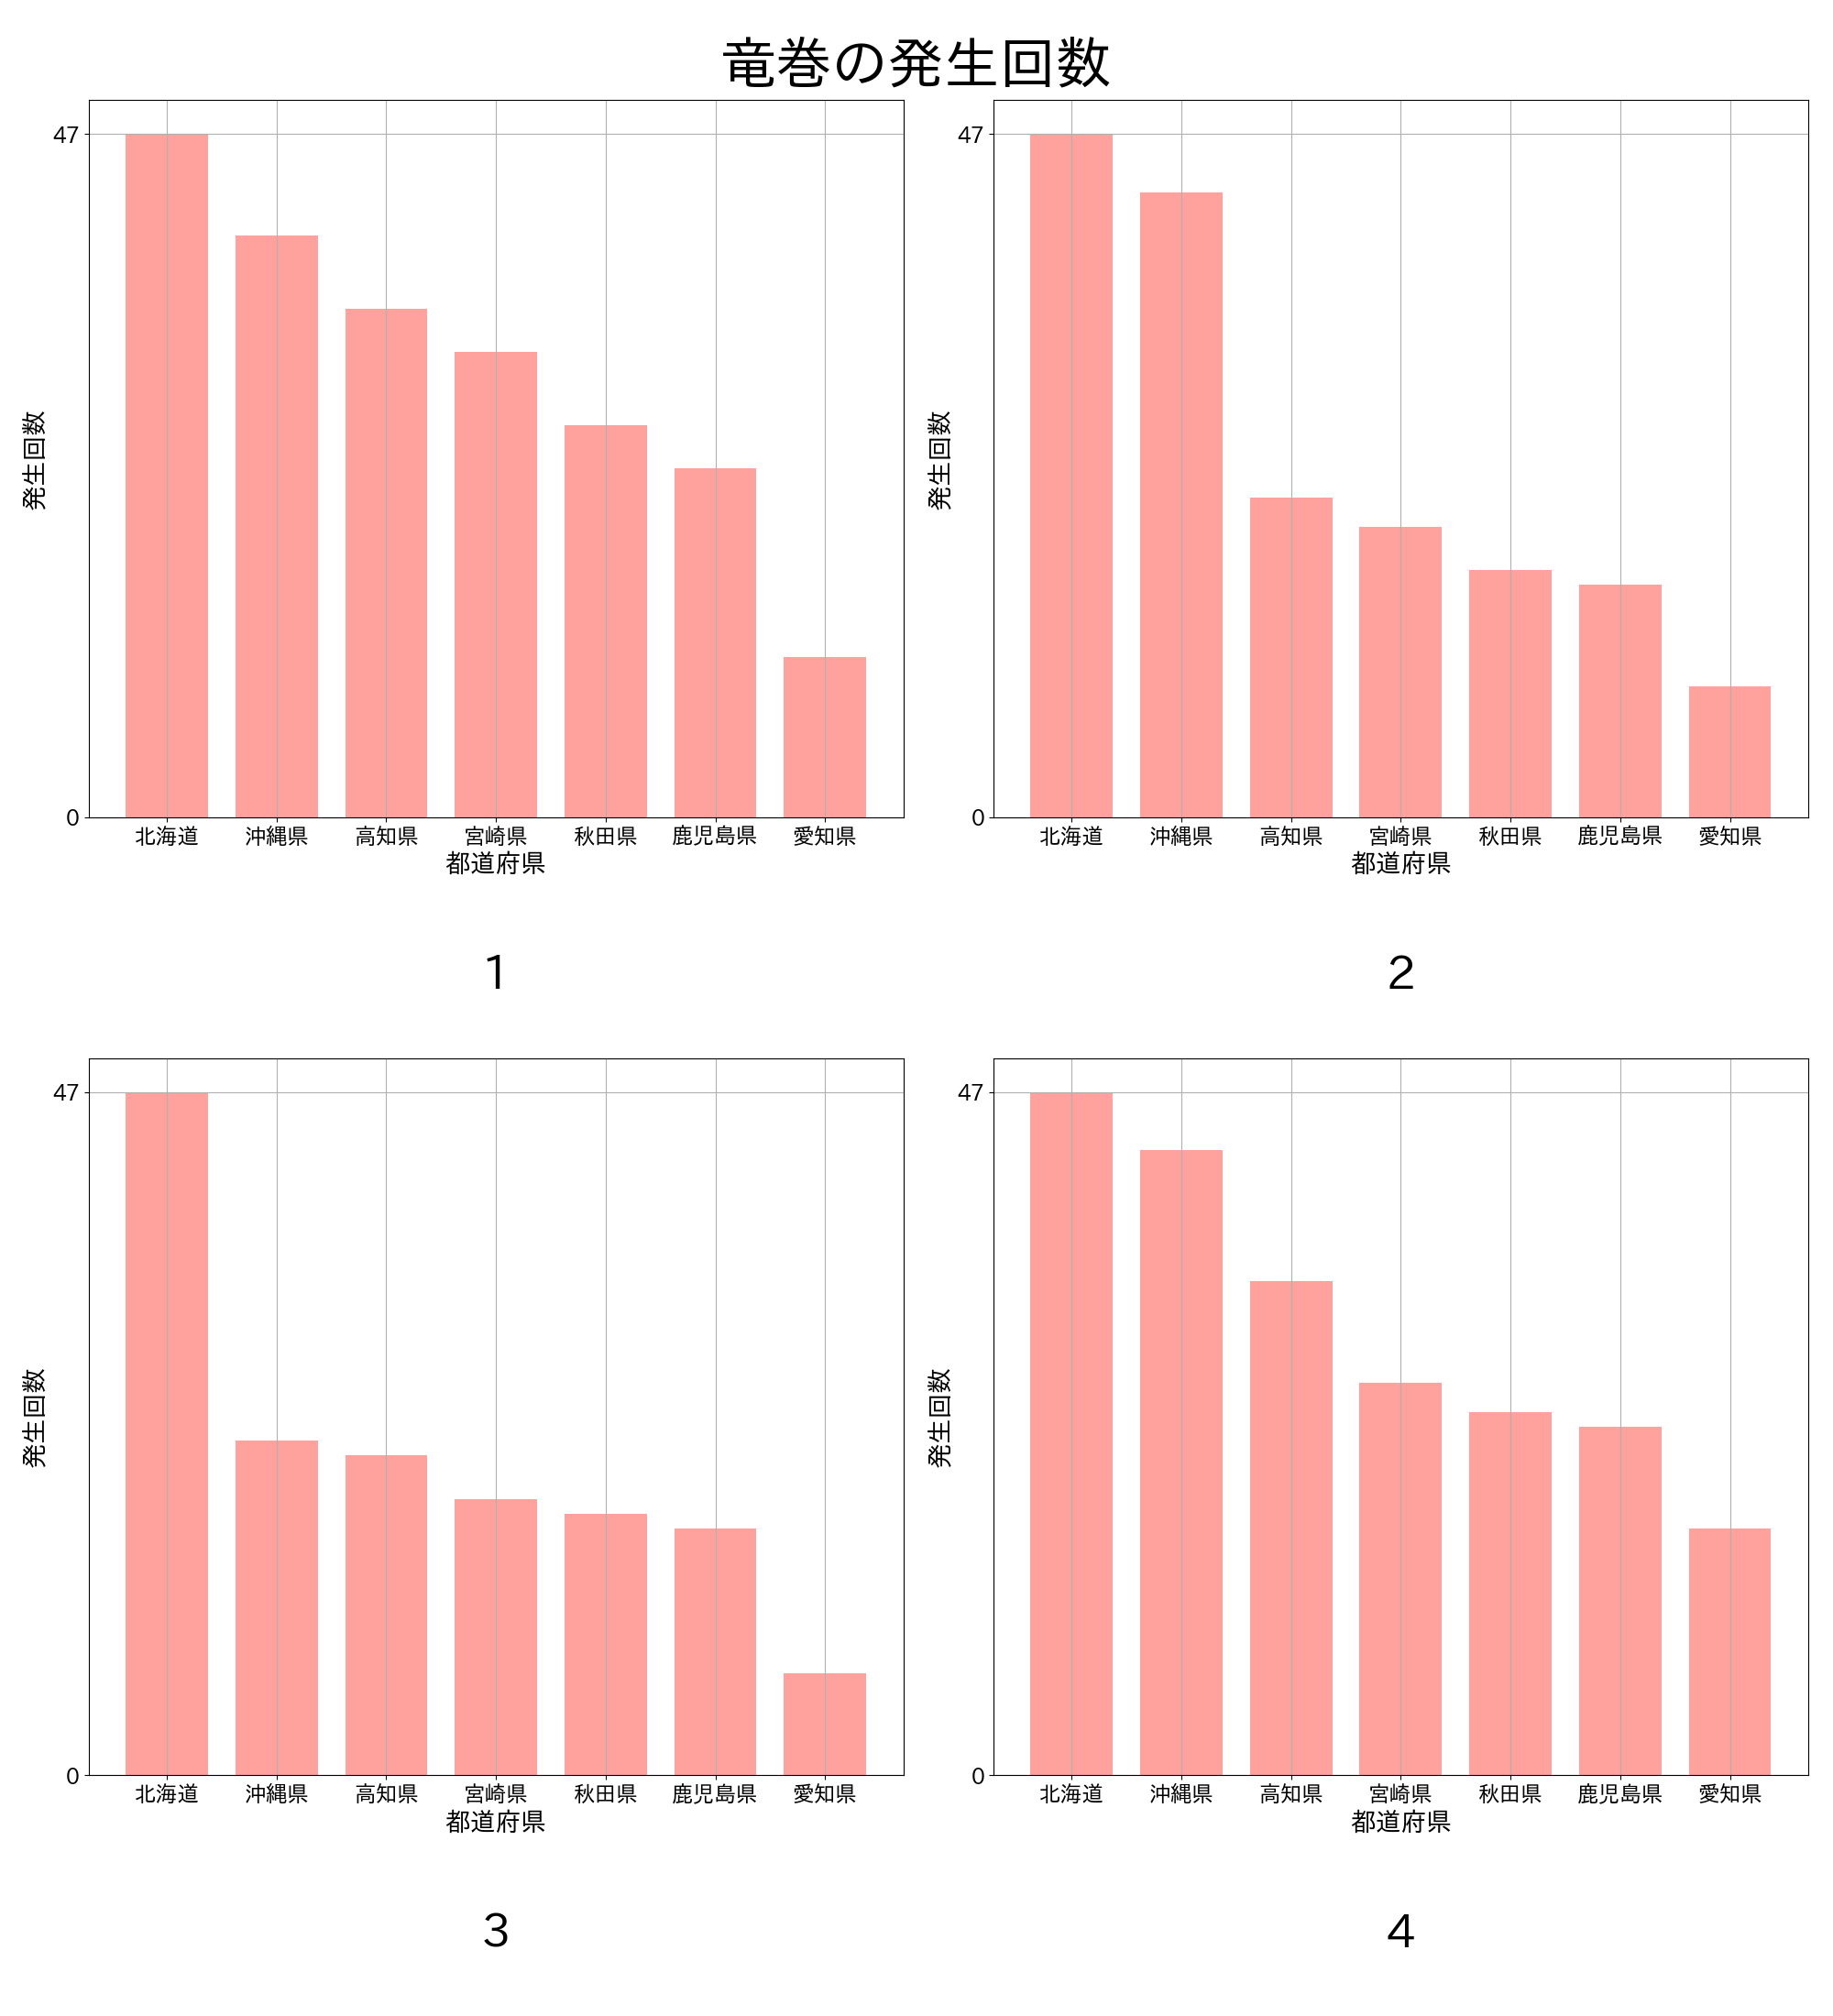 竜巻の発生回数
47
発生回数
0
北海道 沖縄県 高知県 宮崎県 秋田県 鹿児島県 愛知県
都道府県
1
47
発生回数
0
北海道 沖縄県 高知県 宮崎県 秋田県 鹿児島県 愛知県
都道府県
2
47
発生回数
0
北海道 沖縄県 高知県 宮崎県 秋田県 鹿児島県 愛知県
都道府県
3
47
発生回数
0
北海道 沖縄県 高知県 宮崎県 秋田県 鹿児島県 愛知県
都道府県
4